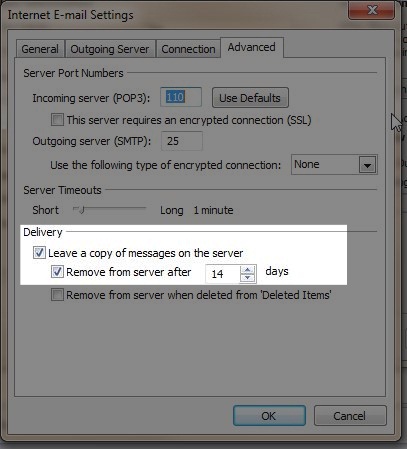 Internet E-mail Settings
General Outgoing Server Connection Advanced
Server Port Numbers
Incoming server (POP3): 110 Use Defaults
This server requires an encrypted connection (SSL)
Outgoing server (SMTP): 25
Use the following type of encrypted connection: None
Server Timeouts
Short Long 1 minute
Delivery
Leave a copy of messages on the server
Remove from server after 14 days
Remove from server when deleted from 'Deleted Items'
OK Cancel